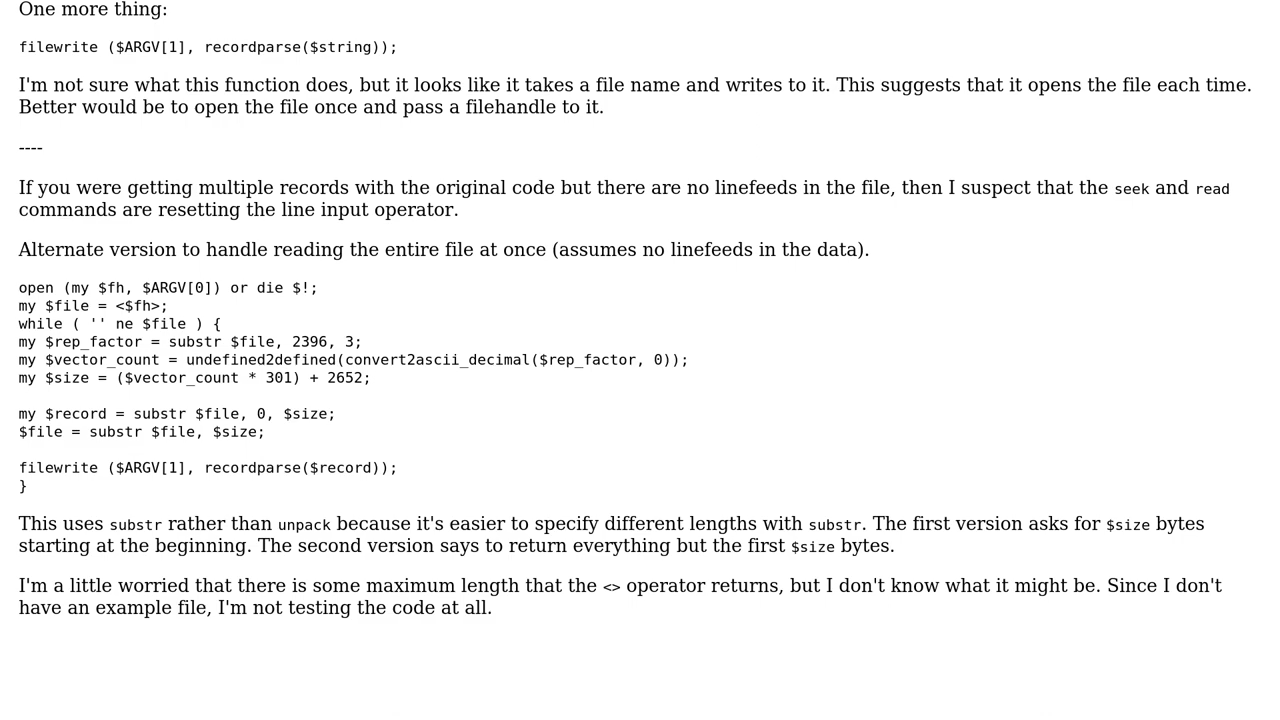 One more thing:
filewrite ($ARGV[1], recordparse($string));
I'm not sure what this function does, but it looks like it takes a file name and writes to it. This suggests that it opens the file each time.
Better would be to open the file once and pass a filehandle to it.
----
If you were getting multiple records with the original code but there are no linefeeds in the file, then I suspect that the seek and read
commands are resetting the line input operator.
Alternate version to handle reading the entire file at once (assumes no linefeeds in the data).
open (my $fh, $ARGV[0]) or die $!;
my $file = <$fh>;
while ( '' ne $file ) {
my $rep_factor = substr $file, 2396, 3;
my $vector_count = undefined2defined(convert2ascii_decimal($rep_factor, 0));
my $size = ($vector_count * 301) + 2652;
my $record = substr $file, 0, $size;
$file = substr $file, $size;
filewrite ($ARGV[1], recordparse($record));
}
This uses substr rather than unpack because it's easier to specify different lengths with substr. The first version asks for $size bytes
starting at the beginning. The second version says to return everything but the first $size bytes.
I'm a little worried that there is some maximum length that the <> operator returns, but I don't know what it might be. Since I don't
have an example file, I'm not testing the code at all.